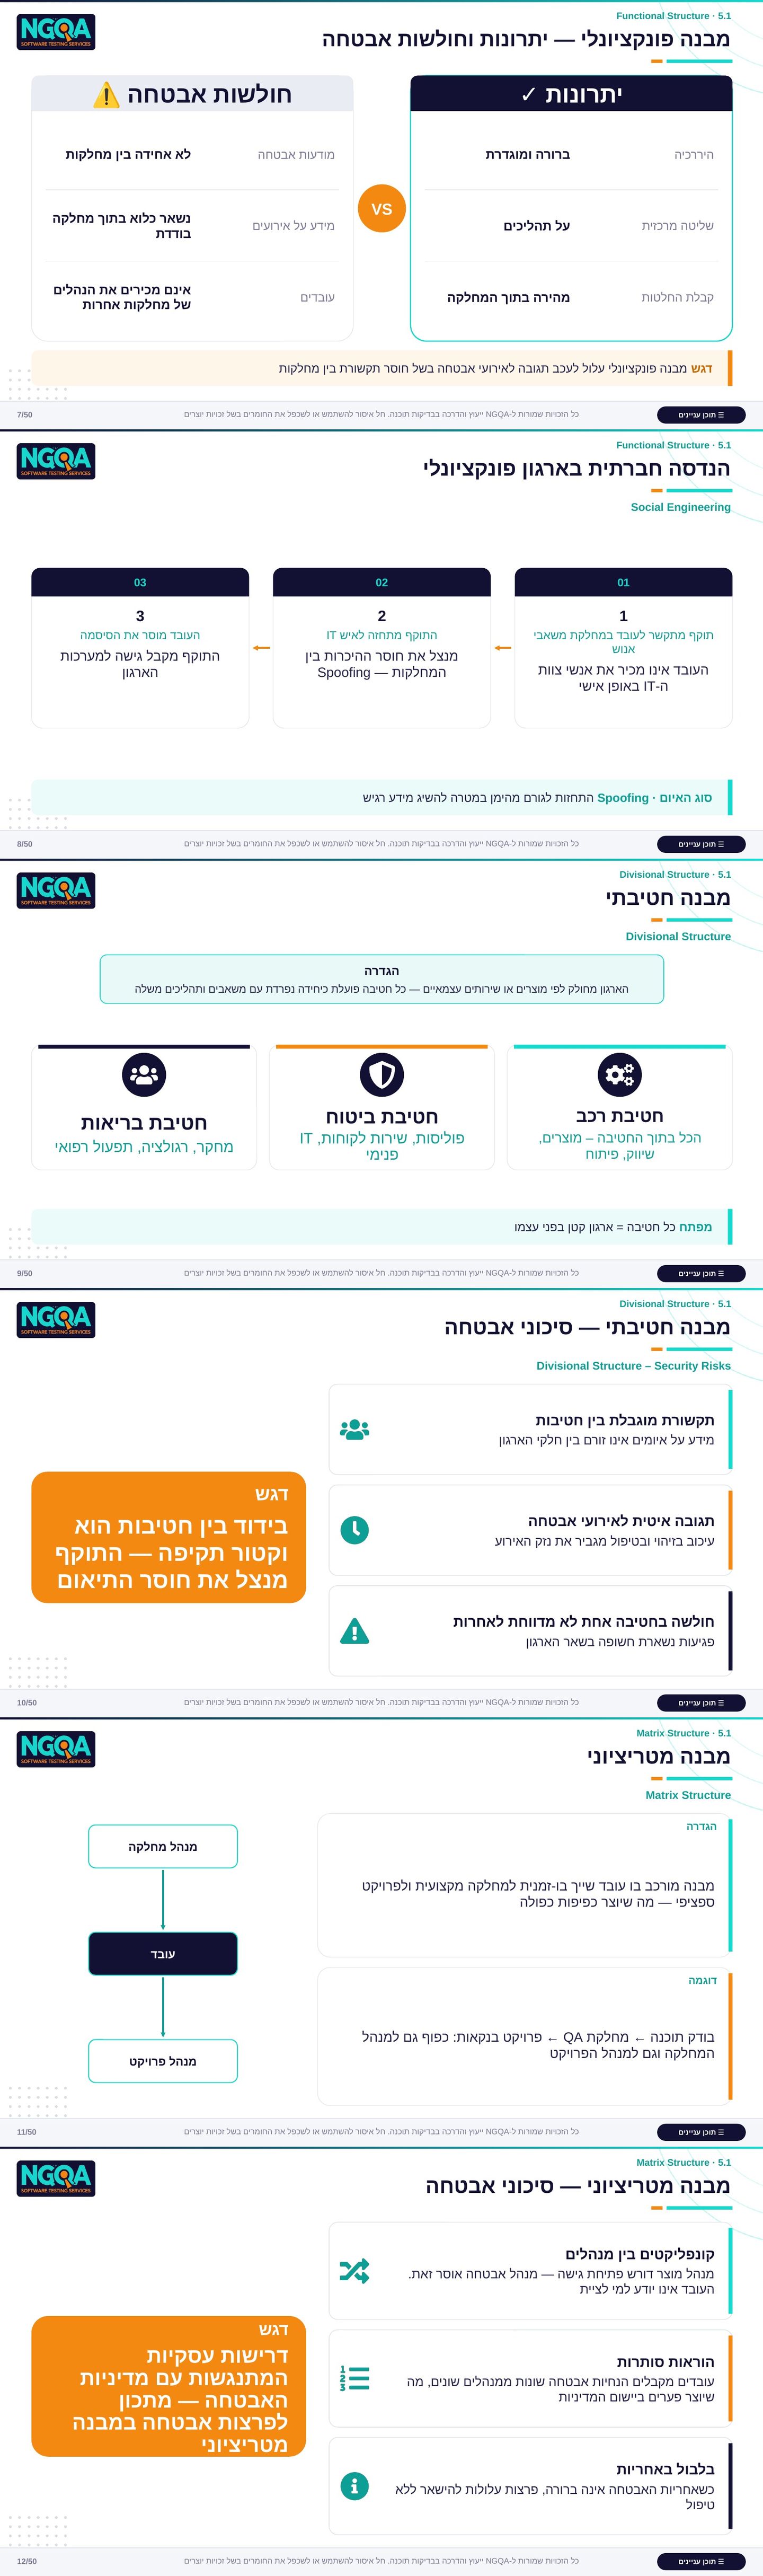 NGQA
SOFTWARE TESTING SERVICES
Functional Structure · 5.1
מבנה פונקציונלי — יתרונות וחולשות אבטחה
יתרונות ✓
היררכיה
ברורה ומוגדרת
שליטה מרכזית
על תהליכים
קבלת החלטות
מהירה בתוך המחלקה
VS
חולשות אבטחה ⚠️
מודעות אבטחה
לא אחידה בין מחלקות
מידע על אירועים
נשאר כלוא בתוך מחלקה
בודדת
עובדים
אינם מכירים את הנהלים
של מחלקות אחרות
דגש מבנה פונקציונלי עלול לעכב תגובה לאירועי אבטחה בשל חוסר תקשורת בין מחלקות
☰ תוכן עניינים
כל הזכויות שמורות ל-NGQA ייעוץ והדרכה בבדיקות תוכנה. חל איסור להשתמש או לשכפל את החומרים בשל זכויות יוצרים
7/50
NGQA
SOFTWARE TESTING SERVICES
Functional Structure · 5.1
הנדסה חברתית בארגון פונקציונלי
Social Engineering
01
1
תוקף מתקשר לעובד במחלקת משאבי
אנוש
העובד אינו מכיר את אנשי צוות
ה-IT באופן אישי
02
2
התוקף מתחזה לאיש IT
מנצל את חוסר ההיכרות בין
המחלקות — Spoofing
03
3
העובד מוסר את הסיסמה
התוקף מקבל גישה למערכות
הארגון
סוג האיום · Spoofing התחזות לגורם מהימן במטרה להשיג מידע רגיש
☰ תוכן עניינים
כל הזכויות שמורות ל-NGQA ייעוץ והדרכה בבדיקות תוכנה. חל איסור להשתמש או לשכפל את החומרים בשל זכויות יוצרים
8/50
NGQA
SOFTWARE TESTING SERVICES
Divisional Structure · 5.1
מבנה חטיבתי
Divisional Structure
הגדרה
הארגון מחולק לפי מוצרים או שירותים עצמאיים — כל חטיבה פועלת כיחידה נפרדת עם משאבים ותהליכים משלה
חטיבת רכב
הכל בתוך החטיבה – מוצרים,
שיווק, פיתוח
חטיבת ביטוח
פוליסות, שירות לקוחות, IT
פנימי
חטיבת בריאות
מחקר, רגולציה, תפעול רפואי
מפתח כל חטיבה = ארגון קטן בפני עצמו
☰ תוכן עניינים
כל הזכויות שמורות ל-NGQA ייעוץ והדרכה בבדיקות תוכנה. חל איסור להשתמש או לשכפל את החומרים בשל זכויות יוצרים
9/50
NGQA
SOFTWARE TESTING SERVICES
Divisional Structure · 5.1
מבנה חטיבתי — סיכוני אבטחה
Divisional Structure – Security Risks
תקשורת מוגבלת בין חטיבות
מידע על איומים אינו זורם בין חלקי הארגון
תגובה איטית לאירועי אבטחה
עיכוב בזיהוי ובטיפול מגביר את נזק האירוע
חולשה בחטיבה אחת לא מדווחת לאחרות
פגיעות נשארת חשופה בשאר הארגון
דגש
בידוד בין חטיבות הוא
וקטור תקיפה — התוקף
מנצל את חוסר התיאום
☰ תוכן עניינים
כל הזכויות שמורות ל-NGQA ייעוץ והדרכה בבדיקות תוכנה. חל איסור להשתמש או לשכפל את החומרים בשל זכויות יוצרים
10/50
NGQA
SOFTWARE TESTING SERVICES
Matrix Structure · 5.1
מבנה מטריציוני
Matrix Structure
הגדרה
מבנה מורכב בו עובד שייך בו-זמנית למחלקה מקצועית ולפרויקט
ספציפי — מה שיוצר כפיפות כפולה
דוגמה
בודק תוכנה ← מחלקת QA ← פרויקט בנקאות: כפוף גם למנהל
המחלקה וגם למנהל הפרויקט
מנהל מחלקה
עובד
מנהל פרויקט
☰ תוכן עניינים
כל הזכויות שמורות ל-NGQA ייעוץ והדרכה בבדיקות תוכנה. חל איסור להשתמש או לשכפל את החומרים בשל זכויות יוצרים
11/50
NGQA
SOFTWARE TESTING SERVICES
Matrix Structure · 5.1
מבנה מטריציוני — סיכוני אבטחה
קונפליקטים בין מנהלים
מנהל מוצר דורש פתיחת גישה — מנהל אבטחה אוסר זאת.
העובד אינו יודע למי לציית
הוראות סותרות
עובדים מקבלים הנחיות אבטחה שונות ממנהלים שונים, מה
שיוצר פערים ביישום המדיניות
בלבול באחריות
כשאחריות האבטחה אינה ברורה, פרצות עלולות להישאר ללא
טיפול
דגש
דרישות עסקיות
המתנגשות עם מדיניות
האבטחה — מתכון
לפרצות אבטחה במבנה
מטריציוני
☰ תוכן עניינים
כל הזכויות שמורות ל-NGQA ייעוץ והדרכה בבדיקות תוכנה. חל איסור להשתמש או לשכפל את החומרים בשל זכויות יוצרים
12/50